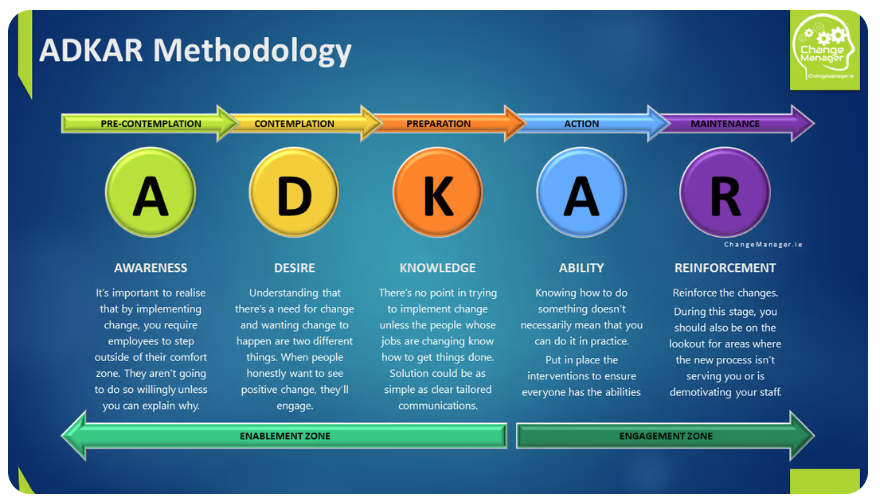 ADKAR Methodology
Change
Manager
ChangeManager.ie
PRE-CONTEMPLATION
CONTEMPLATION
PREPARATION
ACTION
MAINTENANCE
A
D
K
A
R
ChangeManager.ie
AWARENESS
It's important to realise
that by implementing
change, you require
employees to step
outside of their comfort
zone. They aren't going
to do so willingly unless
you can explain why.
DESIRE
Understanding that
there's a need for change
and wanting change to
happen are two different
things. When people
honestly want to see
positive change, they'll
engage.
KNOWLEDGE
There's no point in trying
to implement change
unless the people whose
jobs are changing know
how to get things done.
Solution could be as
simple as clear tailored
communications.
ABILITY
Knowing how to do
something doesn't
necessarily mean that you
can do it in practice.
Put in place the
interventions to ensure
everyone has the abilities
REINFORCEMENT
Reinforce the changes.
During this stage, you
should also be on the
lookout for areas where
the new process isn't
serving you or is
demotivating your staff.
ENABLEMENT ZONE
ENGAGEMENT ZONE